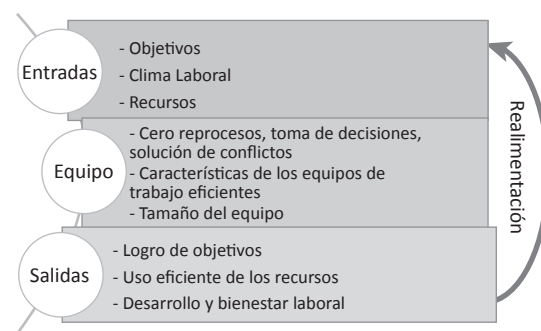 Entradas
- Objetivos
- Clima Laboral
- Recursos
Equipo
- Cero reprocesos, toma de decisiones,
solución de conflictos
- Características de los equipos de
trabajo eficientes
- Tamaño del equipo
Salidas
- Logro de objetivos
- Uso eficiente de los recursos
- Desarrollo y bienestar laboral
Realimentación